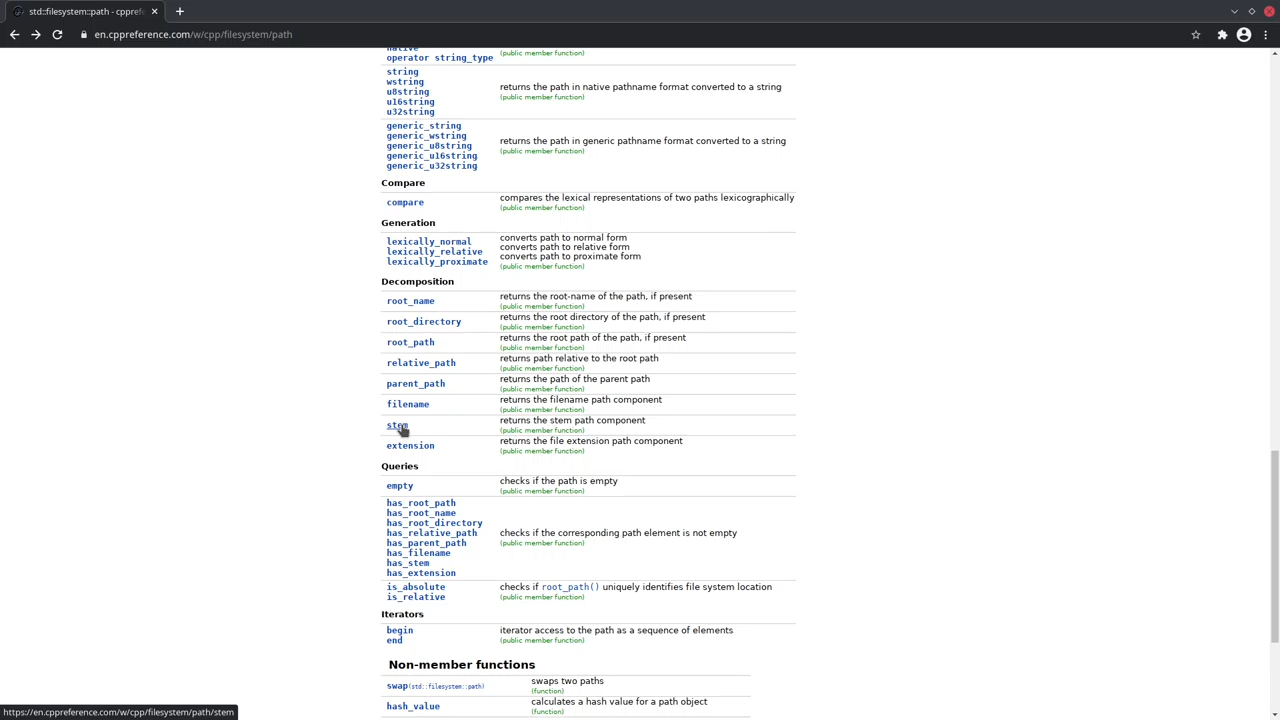 std::filesystem::path - cppref
en.cppreference.com/w/cpp/filesystem/path
native
operator string_type
(public member function)
string
wstring
u8string
u16string
u32string
returns the path in native pathname format converted to a string
(public member function)
generic_string
generic_wstring
generic_u8string
generic_u16string
generic_u32string
returns the path in generic pathname format converted to a string
(public member function)
Compare
compare
compares the lexical representations of two paths lexicographically
(public member function)
Generation
lexically_normal
lexically_relative
lexically_proximate
converts path to normal form
converts path to relative form
converts path to proximate form
(public member function)
Decomposition
root_name
returns the root-name of the path, if present
(public member function)
root_directory
returns the root directory of the path, if present
(public member function)
root_path
returns the root path of the path, if present
(public member function)
relative_path
returns path relative to the root path
(public member function)
parent_path
returns the path of the parent path
(public member function)
filename
returns the filename path component
(public member function)
stem
returns the stem path component
(public member function)
extension
returns the file extension path component
(public member function)
Queries
empty
checks if the path is empty
(public member function)
has_root_path
has_root_name
has_root_directory
has_relative_path
has_parent_path
has_filename
has_stem
has_extension
checks if the corresponding path element is not empty
(public member function)
is_absolute
is_relative
checks if root_path() uniquely identifies file system location
(public member function)
Iterators
begin
end
iterator access to the path as a sequence of elements
(public member function)
Non-member functions
swap(std::filesystem::path)
swaps two paths
(function)
hash_value
calculates a hash value for a path object
(function)
https://en.cppreference.com/w/cpp/filesystem/path/stem